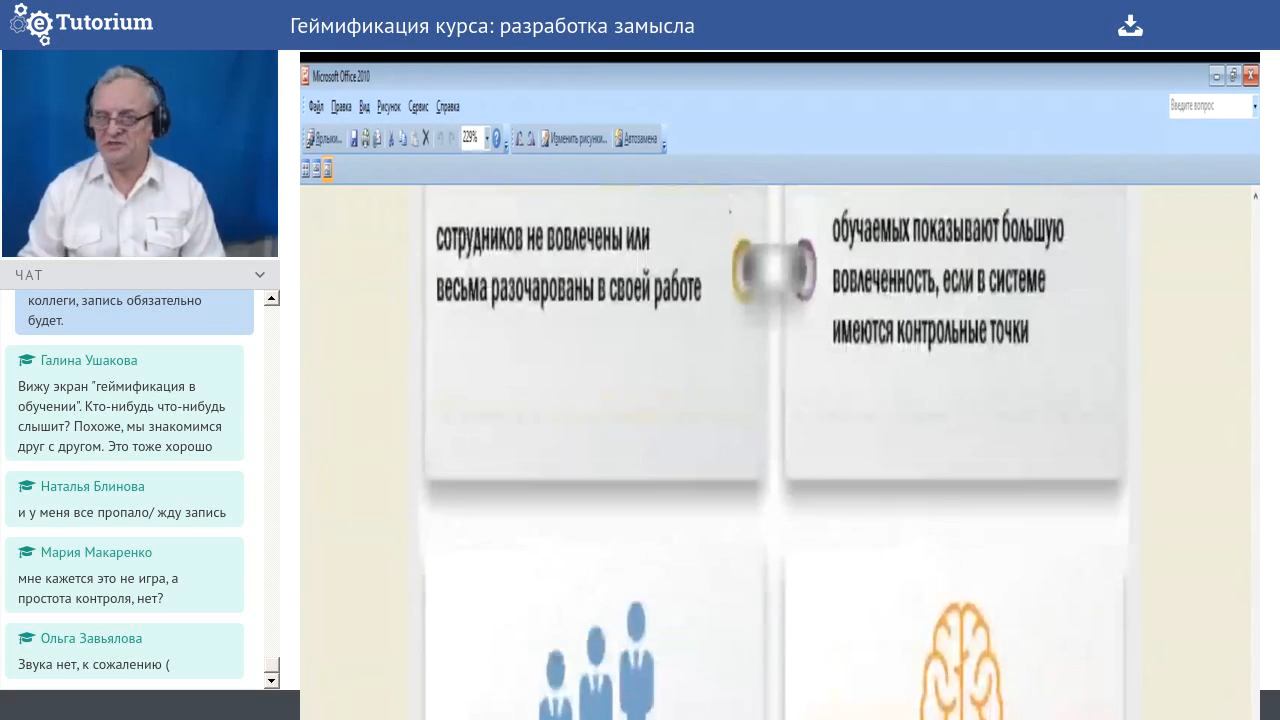 eTutorium
Геймификация курса: разработка замысла
Microsoft Office 2010
Файл Правка Вид Рисунок Сервис Справка
Введите вопрос
Ярлыки... 229% Изменить рисунки... Автозамена
сотрудников не вовлечены или
весьма разочарованы в своей работе
обучаемых показывают большую
вовлеченность, если в системе
имеются контрольные точки
ЧАТ
коллеги, запись обязательно
будет.
Галина Ушакова
Вижу экран "геймификация в
обучении". Кто-нибудь что-нибудь
слышит? Похоже, мы знакомимся
друг с другом. Это тоже хорошо
Наталья Блинова
и у меня все пропало/ жду запись
Мария Макаренко
мне кажется это не игра, а
простота контроля, нет?
Ольга Завьялова
Звука нет, к сожалению (